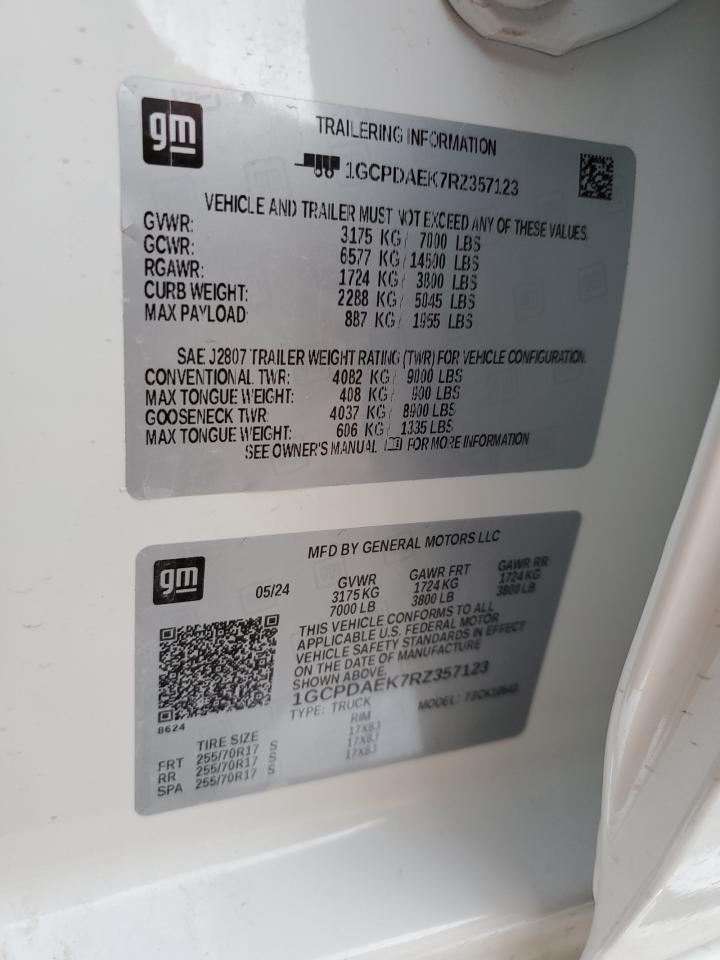 gm
TRAILERING INFORMATION
1GCPDAEK7RZ357123
VEHICLE AND TRAILER MUST NOT EXCEED ANY OF THESE VALUES.
GVWR: 3175 KG / 7000 LBS
GCWR: 6577 KG / 14500 LBS
RGAWR: 1724 KG / 3800 LBS
CURB WEIGHT: 2288 KG / 5045 LBS
MAX PAYLOAD: 887 KG / 1955 LBS
SAE J2807 TRAILER WEIGHT RATING (TWR) FOR VEHICLE CONFIGURATION.
CONVENTIONAL TWR: 4082 KG / 9000 LBS
MAX TONGUE WEIGHT: 408 KG / 900 LBS
GOOSENECK TWR: 4037 KG / 8900 LBS
MAX TONGUE WEIGHT: 606 KG / 1335 LBS
SEE OWNER'S MANUAL FOR MORE INFORMATION
gm
MFD BY GENERAL MOTORS LLC
05/24 GVWR GAWR FRT GAWR RR
3175 KG 1724 KG 1724 KG
7000 LB 3800 LB 3800 LB
THIS VEHICLE CONFORMS TO ALL
APPLICABLE U.S. FEDERAL MOTOR
VEHICLE SAFETY STANDARDS IN EFFECT
ON THE DATE OF MANUFACTURE
SHOWN ABOVE.
1GCPDAEK7RZ357123
TYPE: TRUCK MODEL:
8624
TIRE SIZE RIM
FRT 255/70R17 S 17X8J
RR 255/70R17 S 17X8J
SPA 255/70R17 S 17X8J